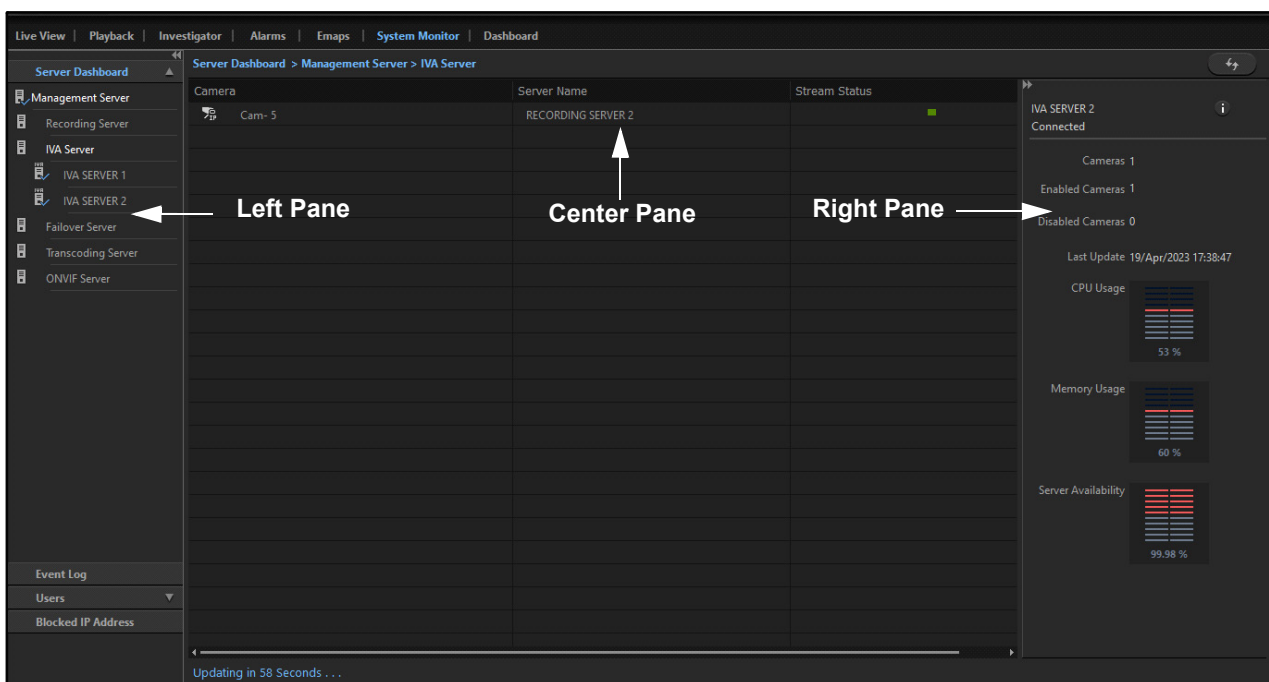 Live View | Playback | Investigator | Alarms | Emaps | System Monitor | Dashboard
Server Dashboard
Management Server
Recording Server
IVA Server
IVA SERVER 1
IVA SERVER 2
Failover Server
Transcoding Server
ONVIF Server
Event Log
Users
Blocked IP Address
Left Pane
Server Dashboard > Management Server > IVA Server
Camera Server Name Stream Status
Cam- 5 RECORDING SERVER 2
Center Pane
Right Pane
Updating in 58 Seconds . . .
IVA SERVER 2
Connected
Cameras 1
Enabled Cameras 1
Disabled Cameras 0
Last Update 19/Apr/2023 17:38:47
CPU Usage
53 %
Memory Usage
60 %
Server Availability
99.98 %